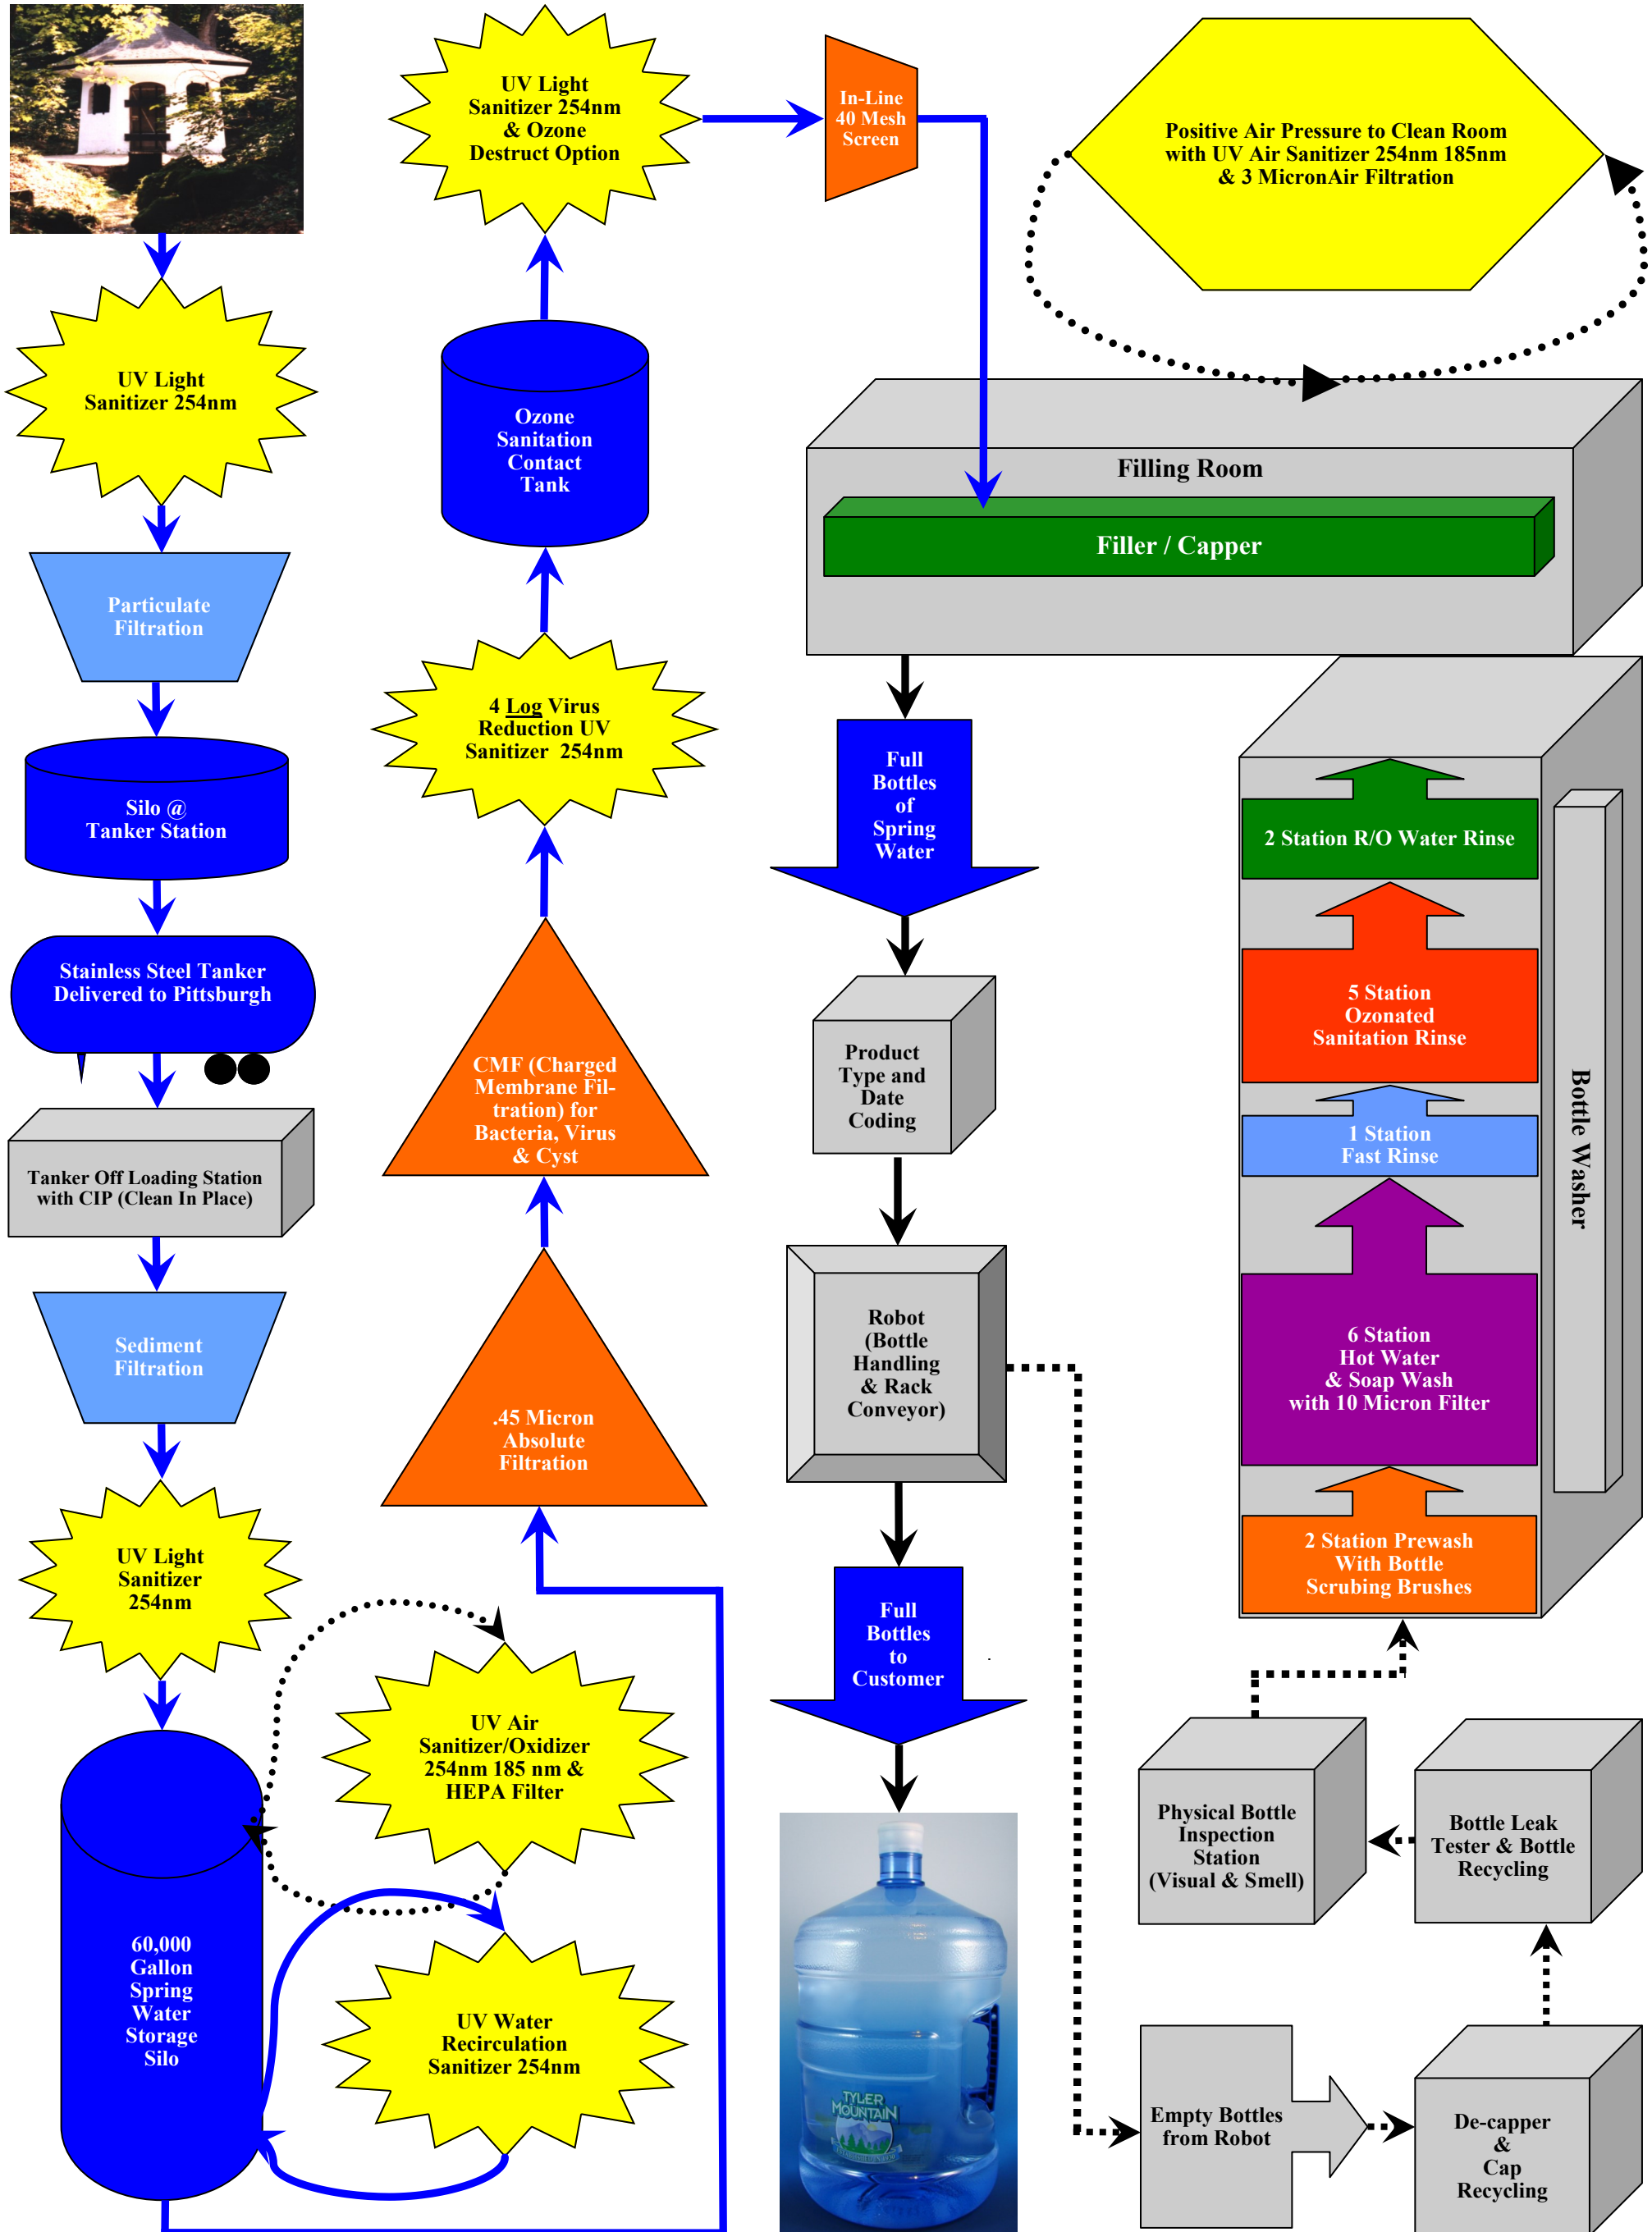 UV Light
Sanitizer 254nm
Particulate
Filtration
Silo @
Tanker Station
Stainless Steel Tanker
Delivered to Pittsburgh
Tanker Off Loading Station
with CIP (Clean In Place)
Sediment
Filtration
UV Light
Sanitizer
254nm
60,000
Gallon
Spring
Water
Storage
Silo
UV Air
Sanitizer/Oxidizer
254nm 185 nm &
HEPA Filter
UV Water
Recirculation
Sanitizer 254nm
.45 Micron
Absolute
Filtration
CMF (Charged
Membrane Fil-
tration) for
Bacteria, Virus
& Cyst
4 Log Virus
Reduction UV
Sanitizer 254nm
Ozone
Sanitation
Contact
Tank
UV Light
Sanitizer 254nm
& Ozone
Destruct Option
In-Line
40 Mesh
Screen
Positive Air Pressure to Clean Room
with UV Air Sanitizer 254nm 185nm
& 3 MicronAir Filtration
Filling Room
Filler / Capper
Full
Bottles
of
Spring
Water
Product
Type and
Date
Coding
Robot
(Bottle
Handling
& Rack
Conveyor)
Full
Bottles
to
Customer
TYLER
MOUNTAIN
Empty Bottles
from Robot
De-capper
&
Cap
Recycling
Bottle Leak
Tester & Bottle
Recycling
Physical Bottle
Inspection
Station
(Visual & Smell)
2 Station Prewash
With Bottle
Scrubing Brushes
6 Station
Hot Water
& Soap Wash
with 10 Micron Filter
1 Station
Fast Rinse
5 Station
Ozonated
Sanitation Rinse
2 Station R/O Water Rinse
Bottle Washer